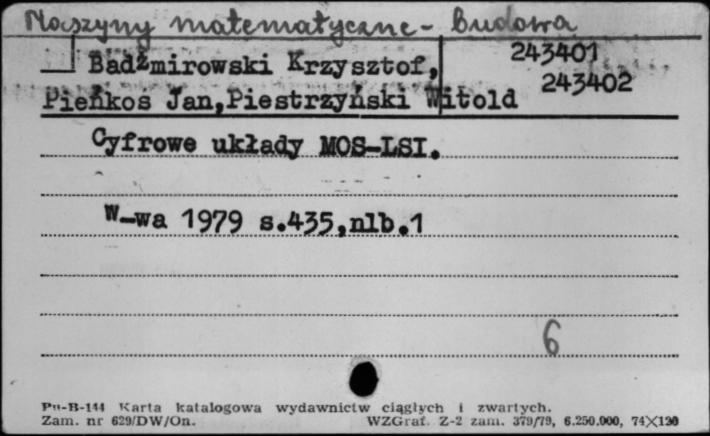 Maszyny matematyczne - budowa
243401
Badźmirowski Krzysztof,
243402
Pieńkos Jan,Piestrzyński Witold
Cyfrowe układy MOS-LSI.
W-wa 1979 s.435,nlb.1
6
Pu-B-144 Karta katalogowa wydawnictw ciągłych i zwartych.
Zam. nr 629/DW/On. WZGraf. Z-2 zam. 379/79, 6.250.000, 74X120